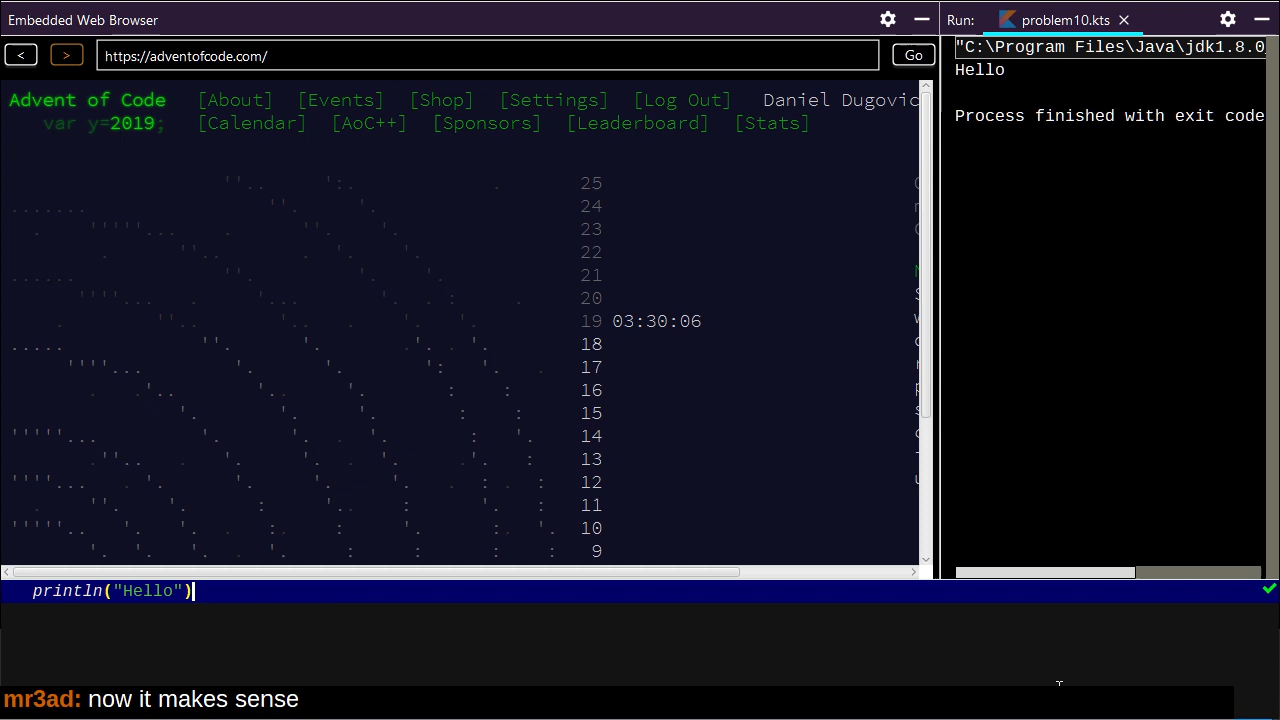 Embedded Web Browser
Run: problem10.kts
< > https://adventofcode.com/ Go
"C:\Program Files\Java\jdk1.8.0
Hello
Process finished with exit code
Advent of Code [About] [Events] [Shop] [Settings] [Log Out] Daniel Dugovic
var y=2019; [Calendar] [AoC++] [Sponsors] [Leaderboard] [Stats]
25
24
23
22
21
20
19 03:30:06
18
17
16
15
14
13
12
11
10
9
println("Hello")
mr3ad: now it makes sense